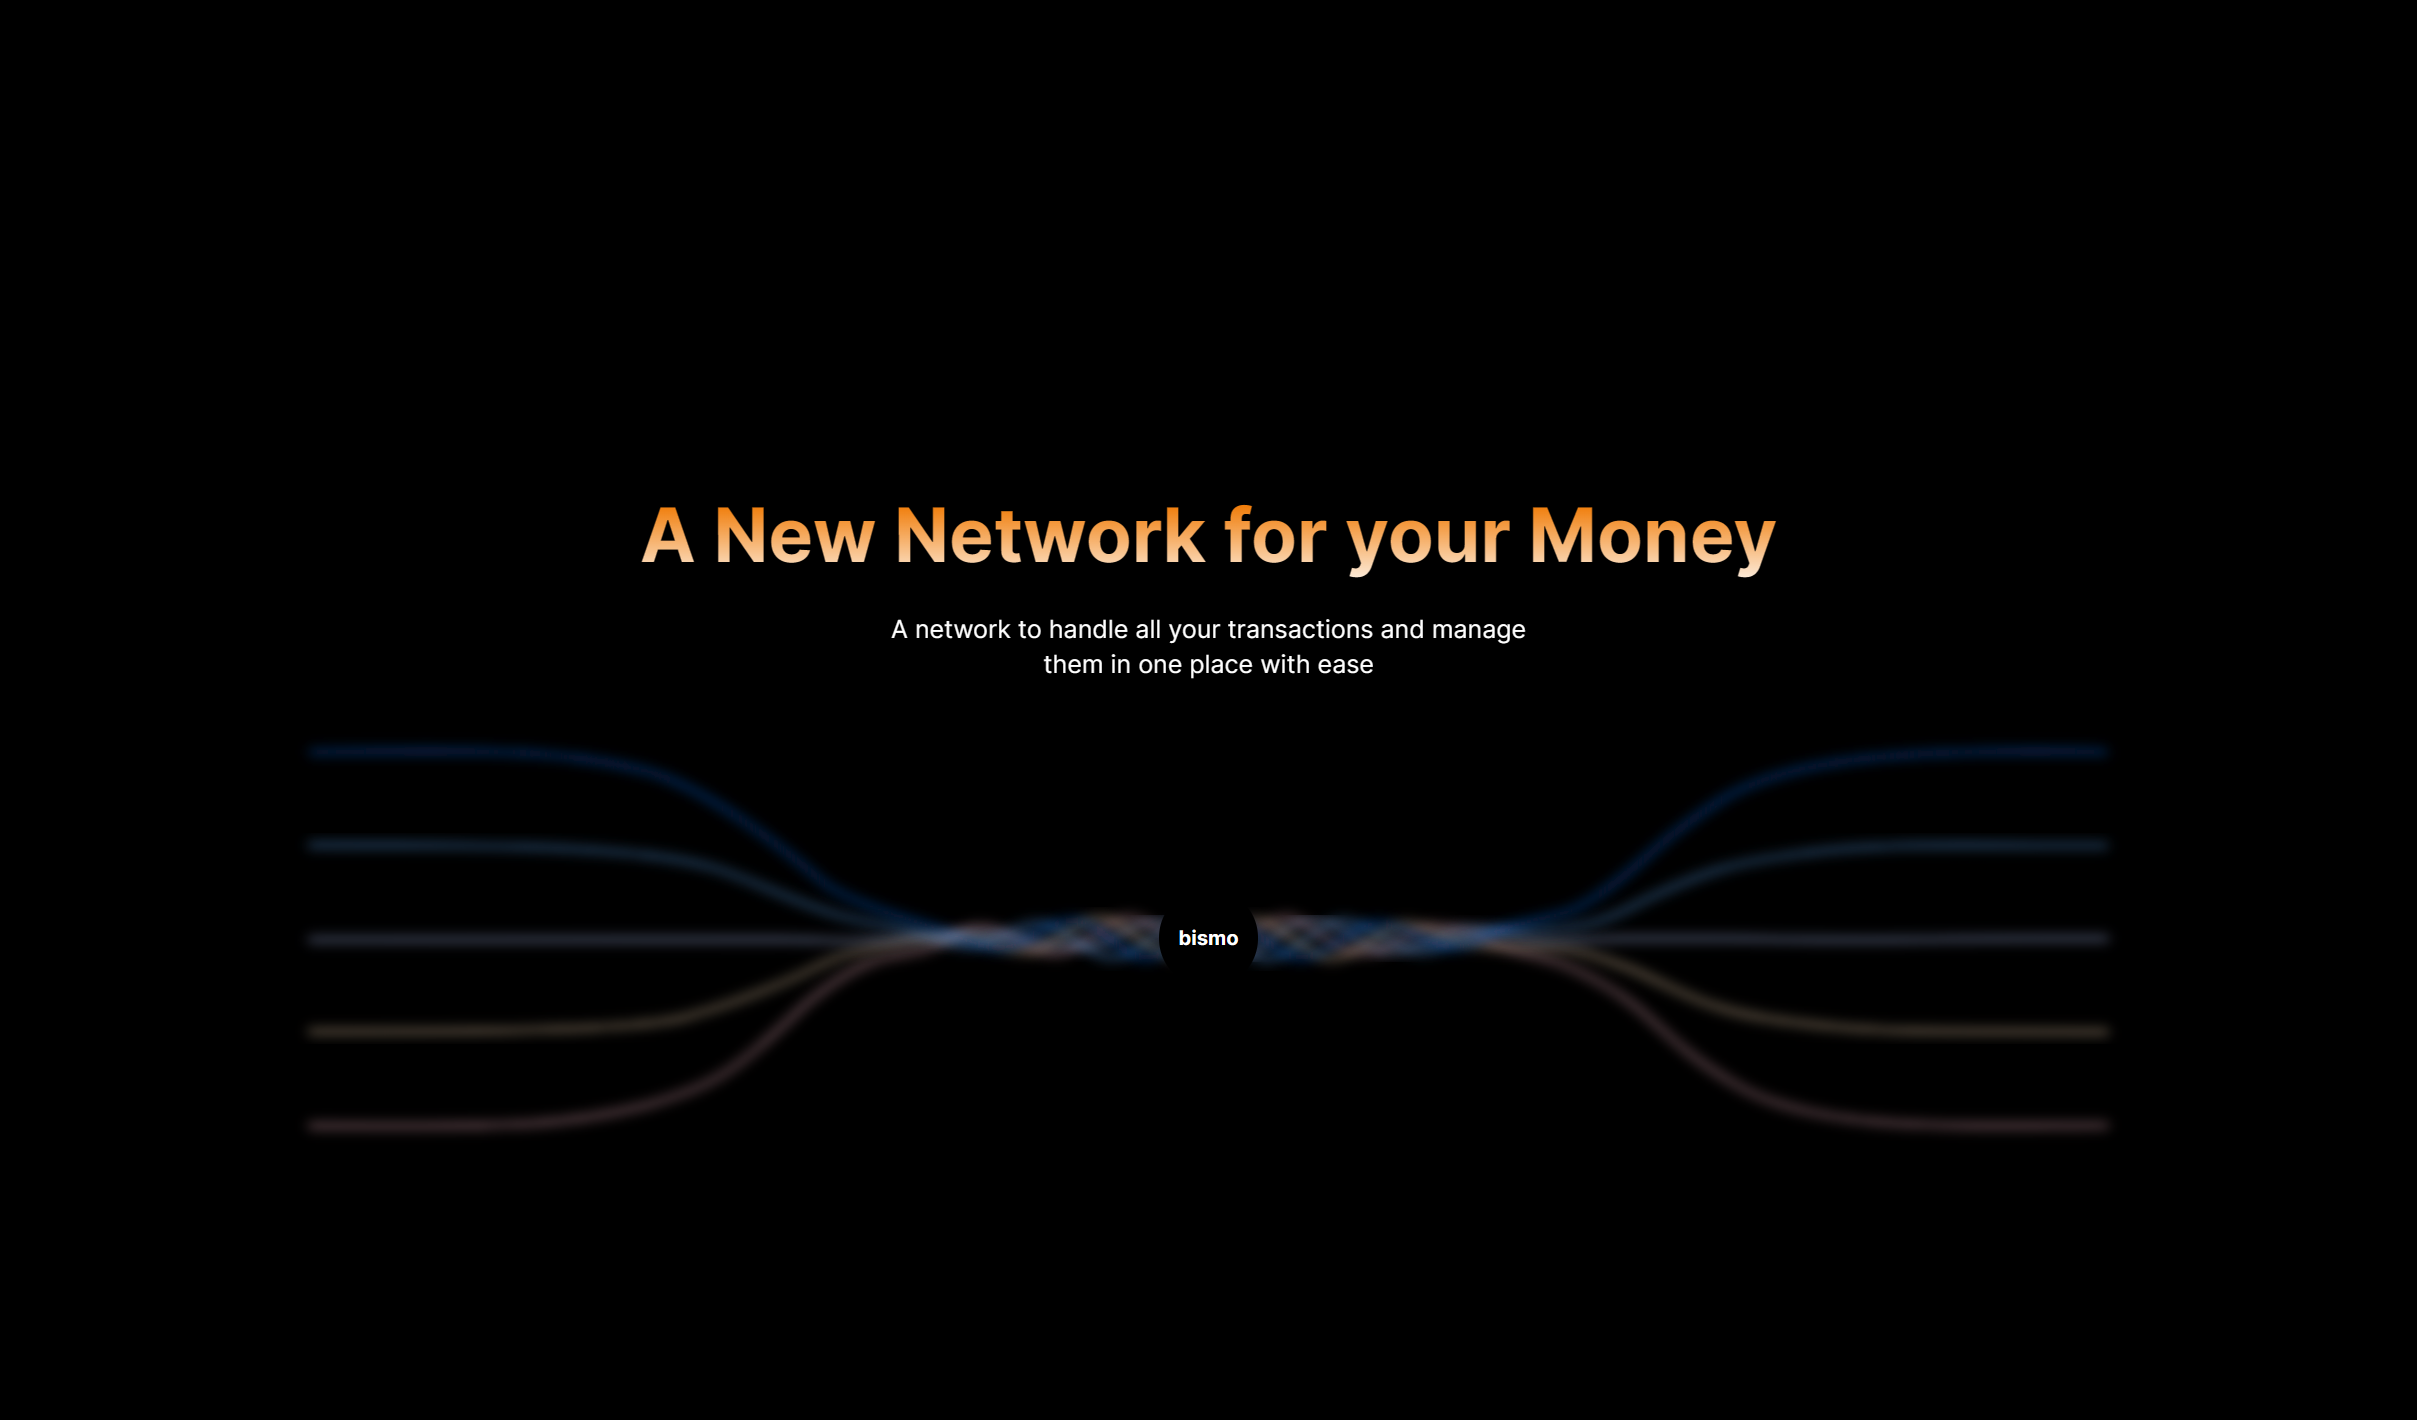 A New Network for your Money
A network to handle all your transactions and manage
them in one place with ease
bismo